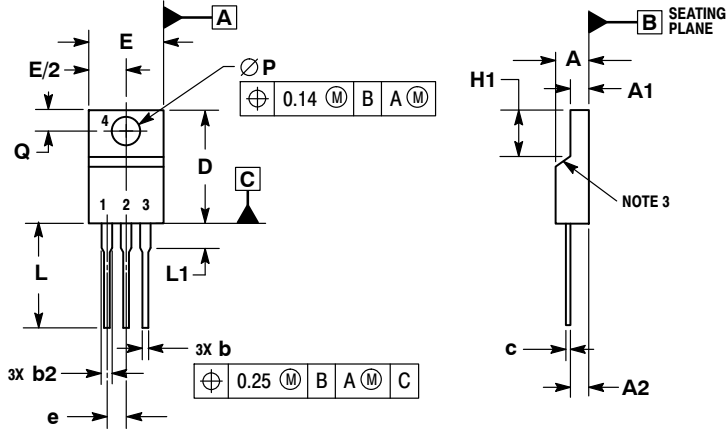 A
E
E/2
∅ P
⌖ 0.14 Ⓜ B A Ⓜ
4
Q
D
C
1 2 3
L
L1
3X b
3X b2
⌖ 0.25 Ⓜ B A Ⓜ C
e
B SEATING
PLANE
A
H1
A1
NOTE 3
c
A2